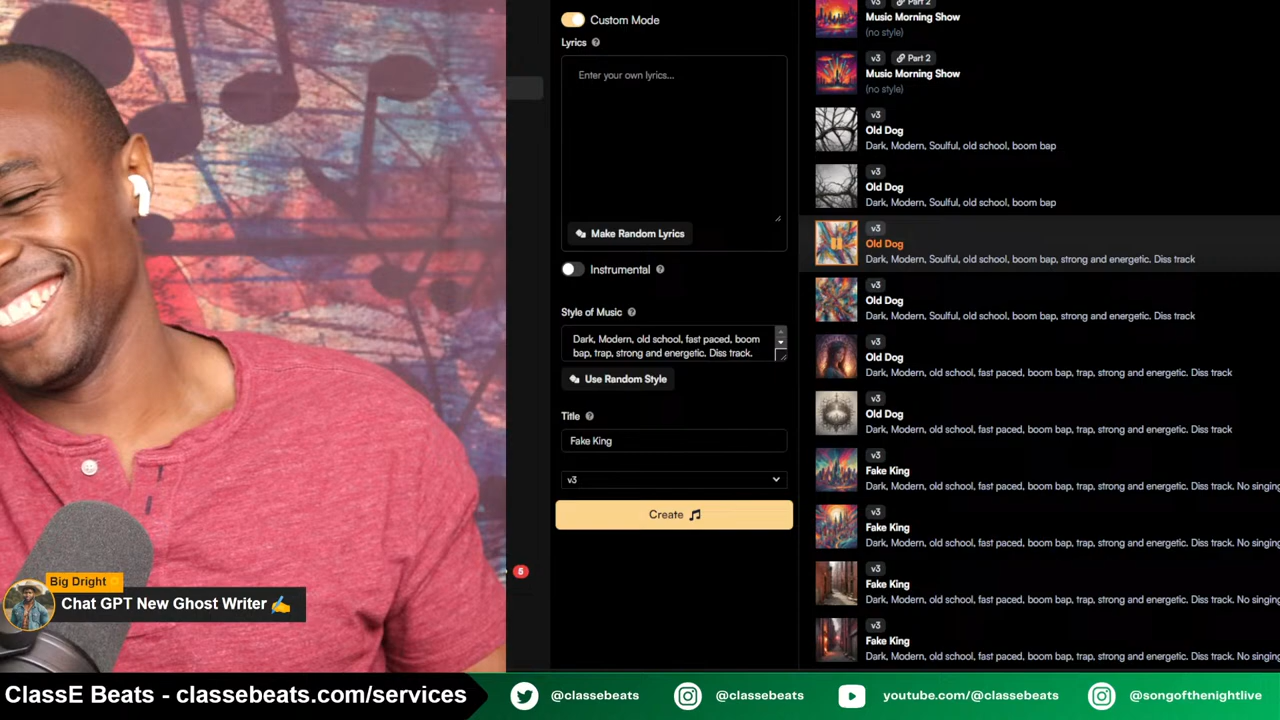 Custom Mode
Lyrics
Enter your own lyrics...
Make Random Lyrics
Instrumental
Style of Music
Dark, Modern, old school, fast paced, boom
bap, trap, strong and energetic. Diss track.
Use Random Style
Title
Fake King
v3
Create
5
v3 Part 2
Music Morning Show
(no style)
v3 Part 2
Music Morning Show
(no style)
v3
Old Dog
Dark, Modern, Soulful, old school, boom bap
v3
Old Dog
Dark, Modern, Soulful, old school, boom bap
v3
Old Dog
Dark, Modern, Soulful, old school, boom bap, strong and energetic. Diss track
v3
Old Dog
Dark, Modern, Soulful, old school, boom bap, strong and energetic. Diss track
v3
Old Dog
Dark, Modern, old school, fast paced, boom bap, trap, strong and energetic. Diss track
v3
Old Dog
Dark, Modern, old school, fast paced, boom bap, trap, strong and energetic. Diss track
v3
Fake King
Dark, Modern, old school, fast paced, boom bap, trap, strong and energetic. Diss track. No singing
v3
Fake King
Dark, Modern, old school, fast paced, boom bap, trap, strong and energetic. Diss track. No singing
v3
Fake King
Dark, Modern, old school, fast paced, boom bap, trap, strong and energetic. Diss track. No singing
v3
Fake King
Dark, Modern, old school, fast paced, boom bap, trap, strong and energetic. Diss track. No singing
Big Dright
Chat GPT New Ghost Writer ✍️
ClassE Beats - classebeats.com/services
@classebeats
@classebeats
youtube.com/@classebeats
@songofthenightlive